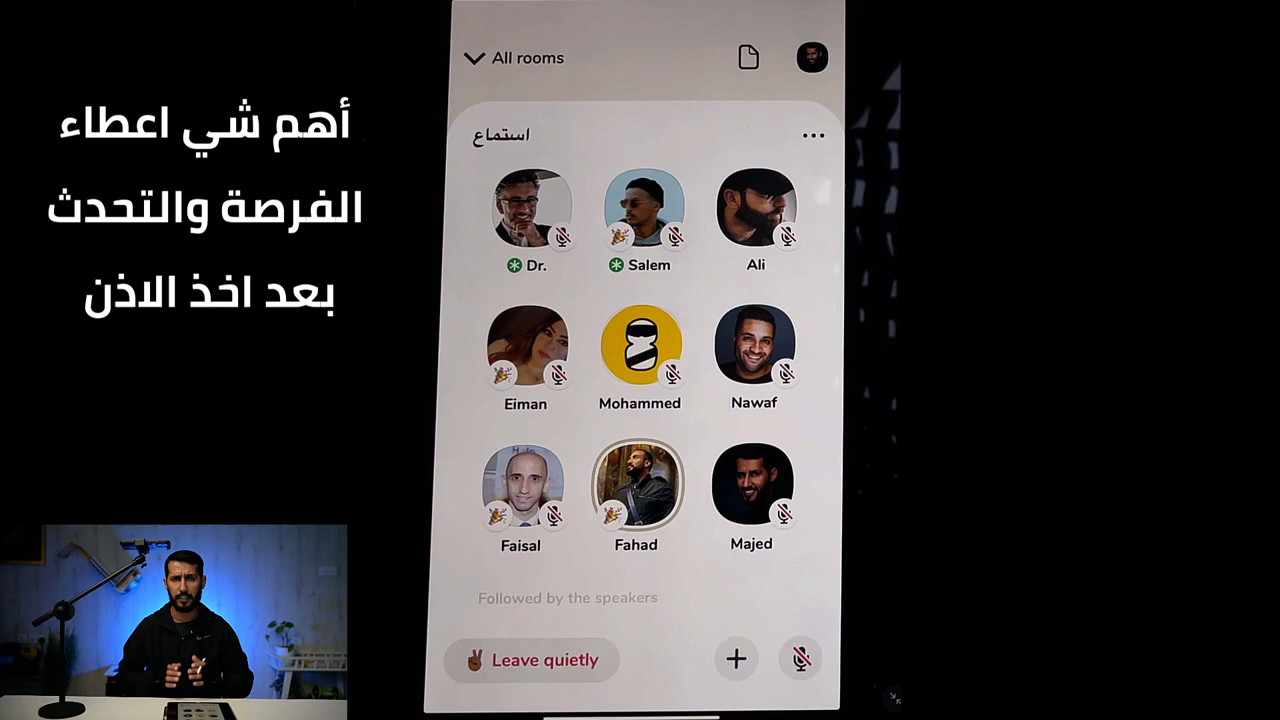 أهم شي اعطاء
الفرصة والتحدث
بعد اخذ الاذن
All rooms
استماع
Dr.
Salem
Ali
Eiman
Mohammed
Nawaf
Faisal
Fahad
Majed
Followed by the speakers
Leave quietly